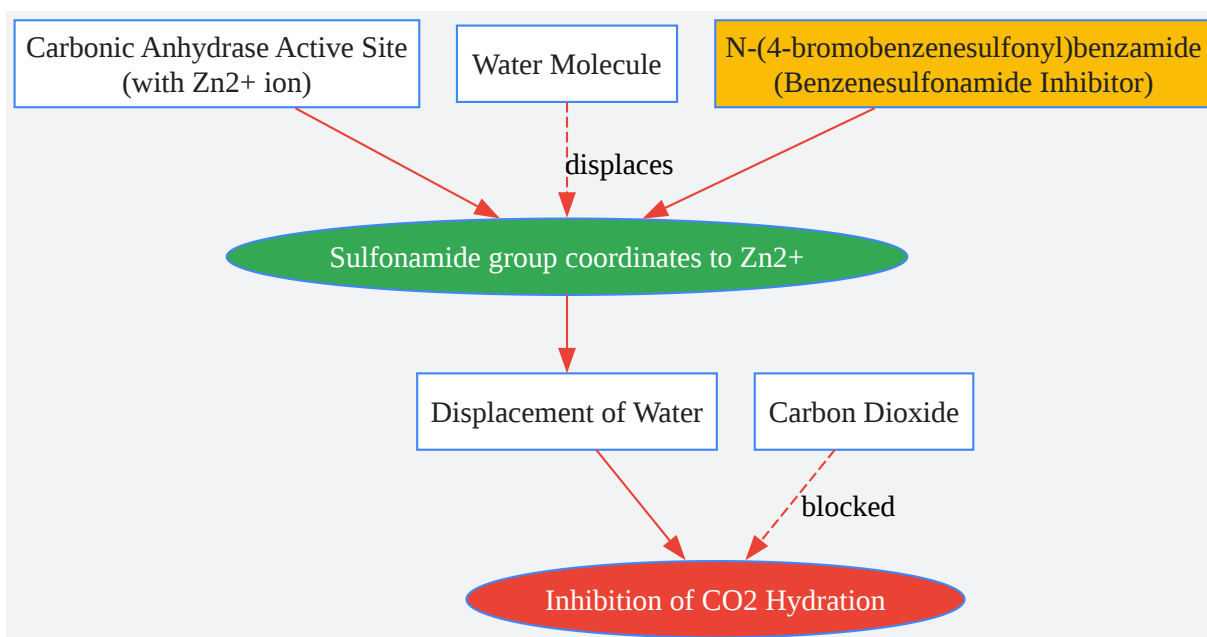 Carbonic Anhydrase Active Site
(with Zn2+ ion)
Water Molecule
N-(4-bromobenzenesulfonyl)benzamide
(Benzenesulfonamide Inhibitor)
displaces
Sulfonamide group coordinates to Zn2+
Displacement of Water
Carbon Dioxide
blocked
Inhibition of CO2 Hydration